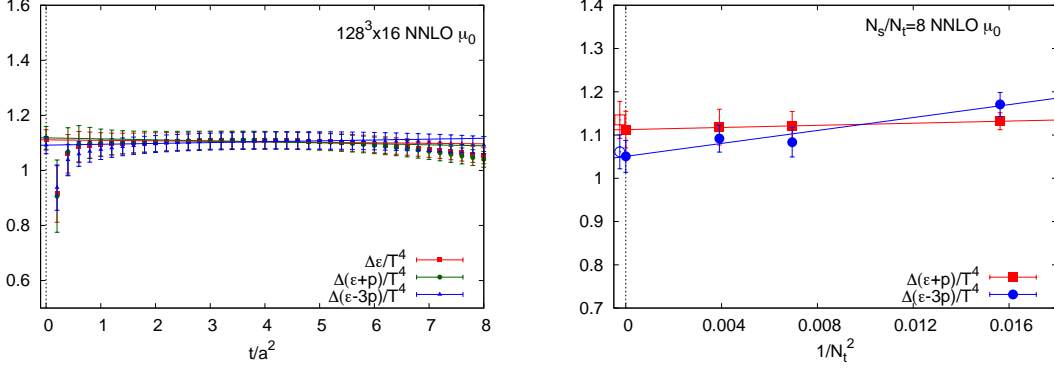 1.6
1.4
1.2
1
0.8
0.6
128³x16 NNLO μ₀
Δε/T⁴
Δ(ε+p)/T⁴
Δ(ε-3p)/T⁴
0 1 2 3 4 5 6 7 8
t/a²
1.4
1.3
1.2
1.1
1
0.9
0.8
0.7
Nₛ/Nₜ=8 NNLO μ₀
Δ(ε+p)/T⁴
Δ(ε-3p)/T⁴
0 0.004 0.008 0.012 0.016
1/Nₜ²